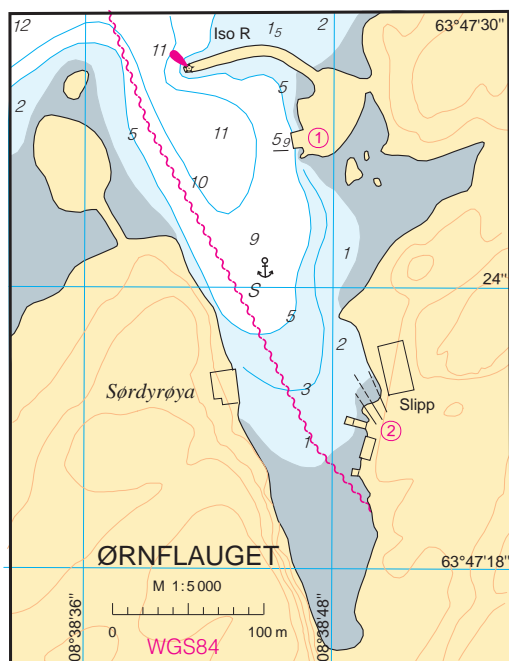 12
11
Iso R
1₅
2
63°47'30"
2
5
11
5
5₉
①
10
9
1
S
24"
5
2
Sørdyrøya
3
Slipp
1
②
ØRNFLAUGET
63°47'18"
M 1:5 000
0 100 m
WGS84
08°38'36"
08°38'48"